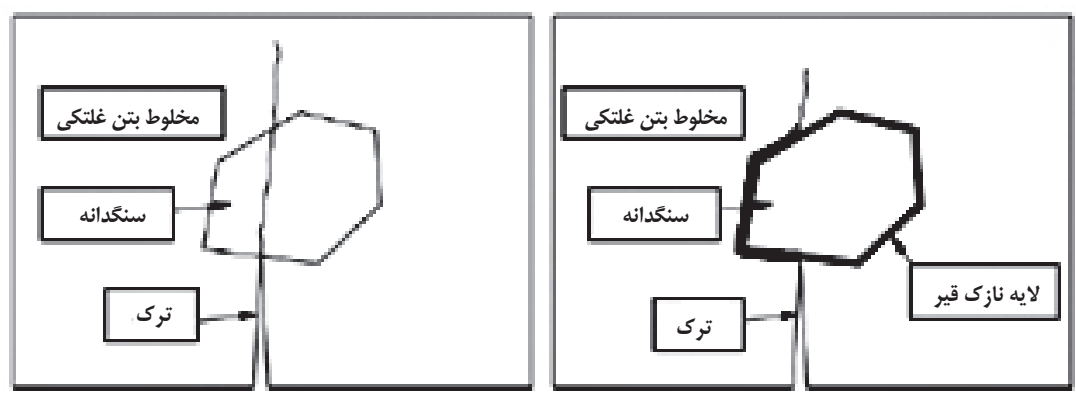 مخلوط بتن غلتکی
سنگدانه
لایه نازک قیر
ترک
مخلوط بتن غلتکی
سنگدانه
ترک